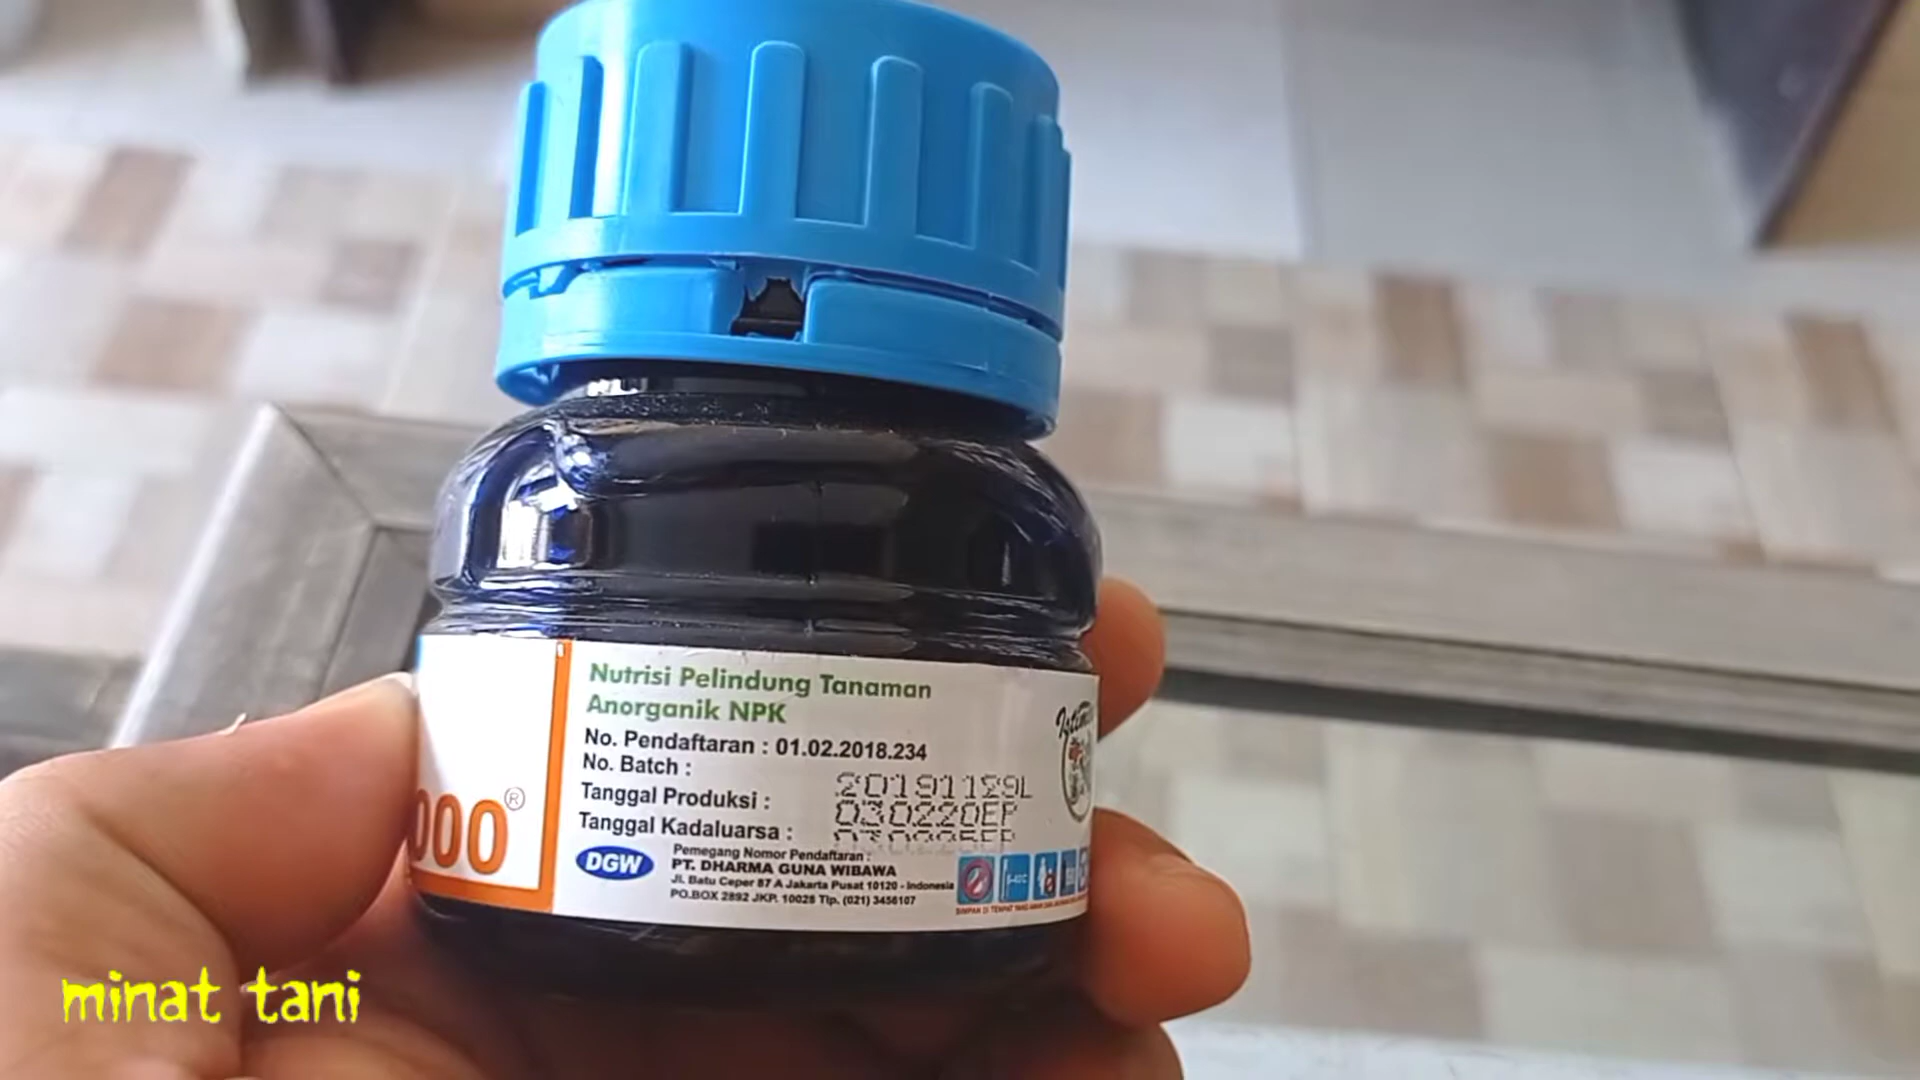 Nutrisi Pelindung Tanaman
Anorganik NPK
No. Pendaftaran : 01.02.2018.234
No. Batch : 20191129L
Tanggal Produksi : 030220EP
Tanggal Kadaluarsa : 030225EP
000®
DGW
Pemegang Nomor Pendaftaran :
PT. DHARMA GUNA WIBAWA
Jl. Batu Ceper 87 A Jakarta Pusat 10120 - Indonesia
PO.BOX 2892 JKP. 10028 Tlp. (021) 3456107
minat tani